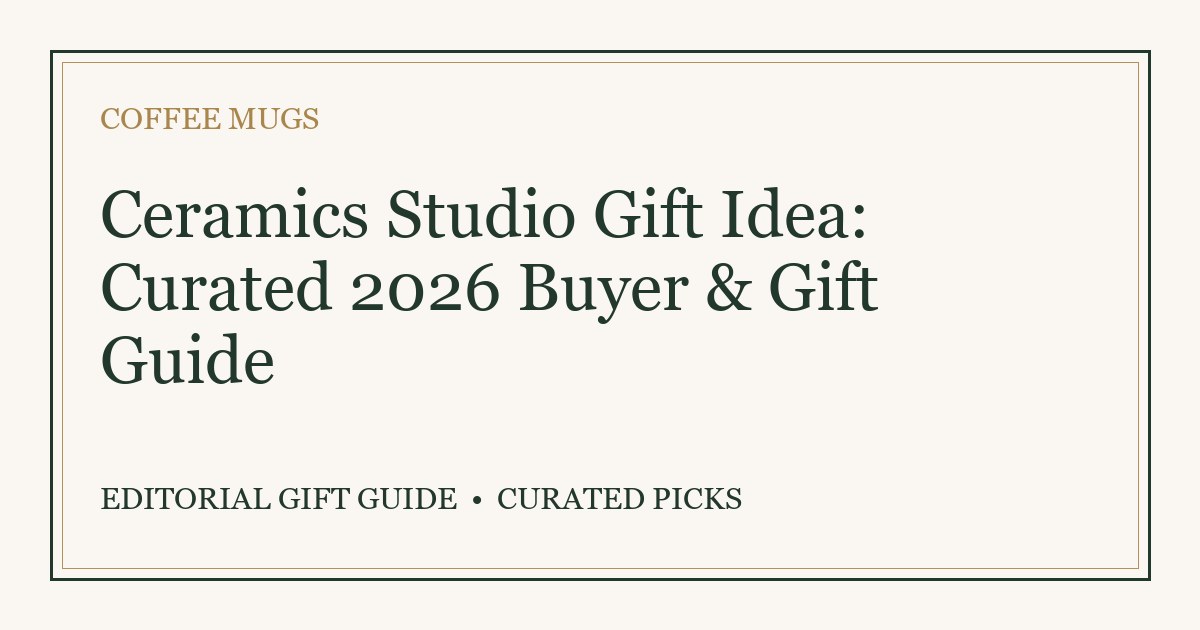 COFFEE MUGS
Ceramics Studio Gift Idea:
Curated 2026 Buyer & Gift
Guide
EDITORIAL GIFT GUIDE • CURATED PICKS